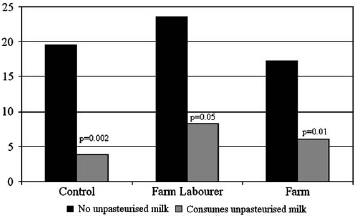 25
20
15
10
5
0
p=0.002
p=0.05
p=0.01
Control Farm Labourer Farm
No unpasteurised milk Consumes unpasteurised milk